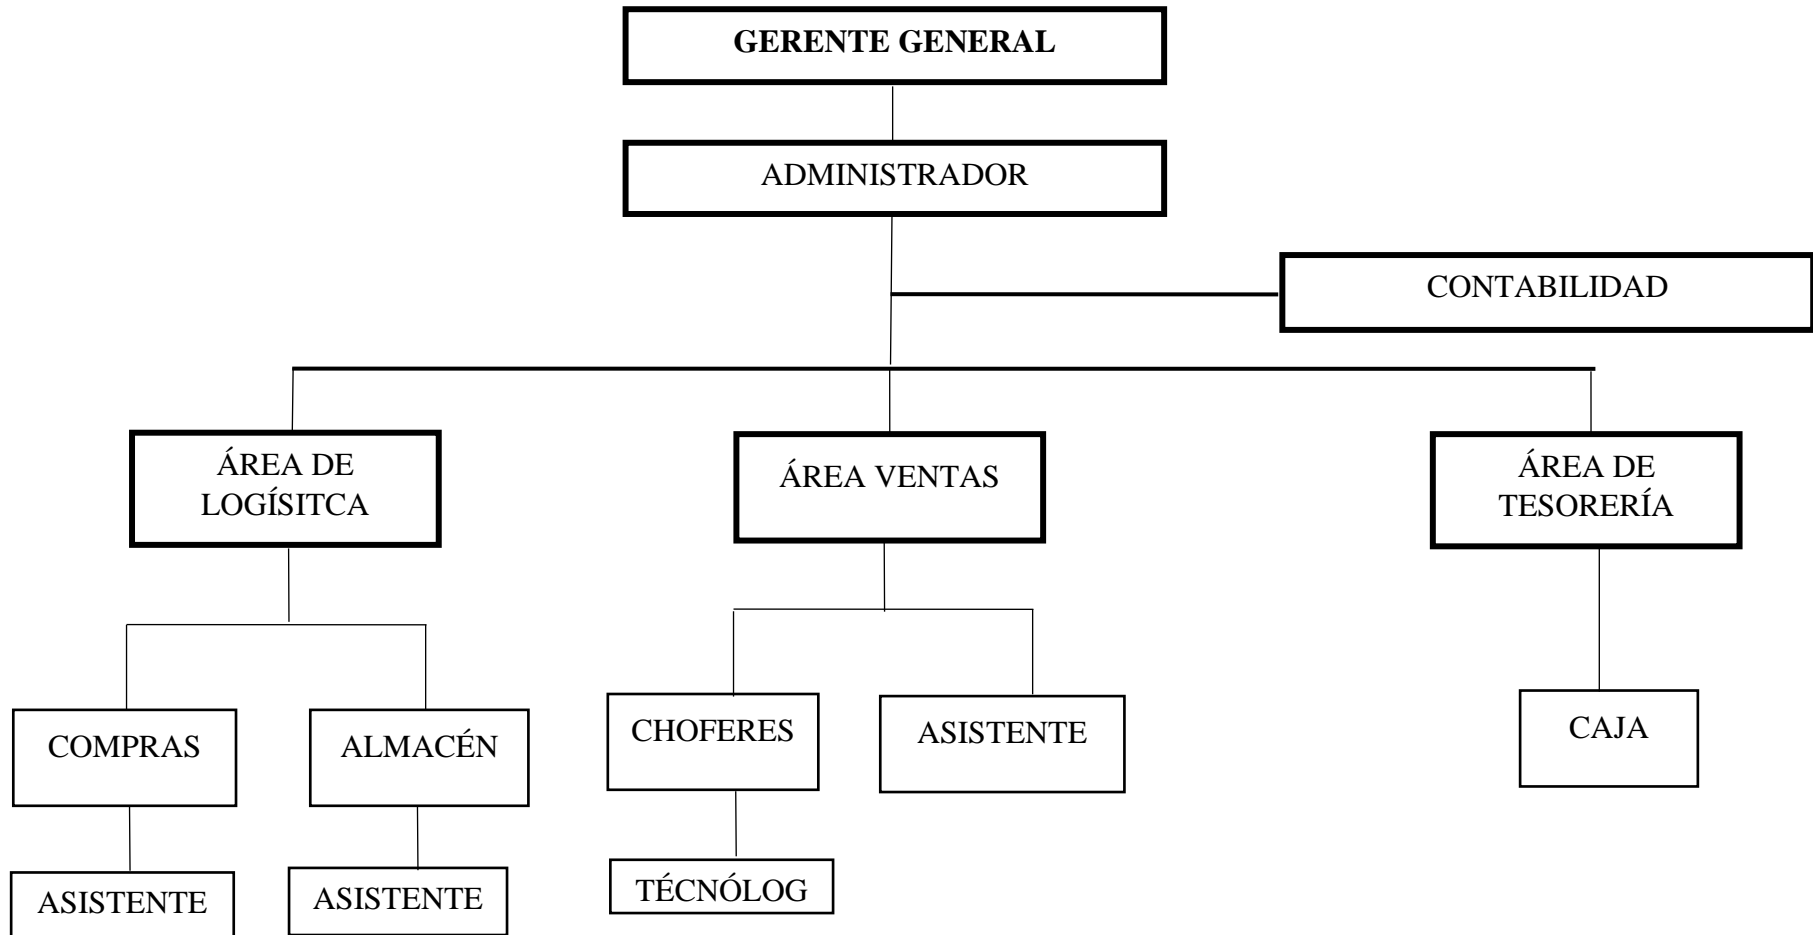 GERENTE GENERAL
ADMINISTRADOR
CONTABILIDAD
ÁREA DE
LOGÍSITCA
ÁREA VENTAS
ÁREA DE
TESORERÍA
COMPRAS
ALMACÉN
CHOFERES
ASISTENTE
CAJA
ASISTENTE
ASISTENTE
TÉCNÓLOG